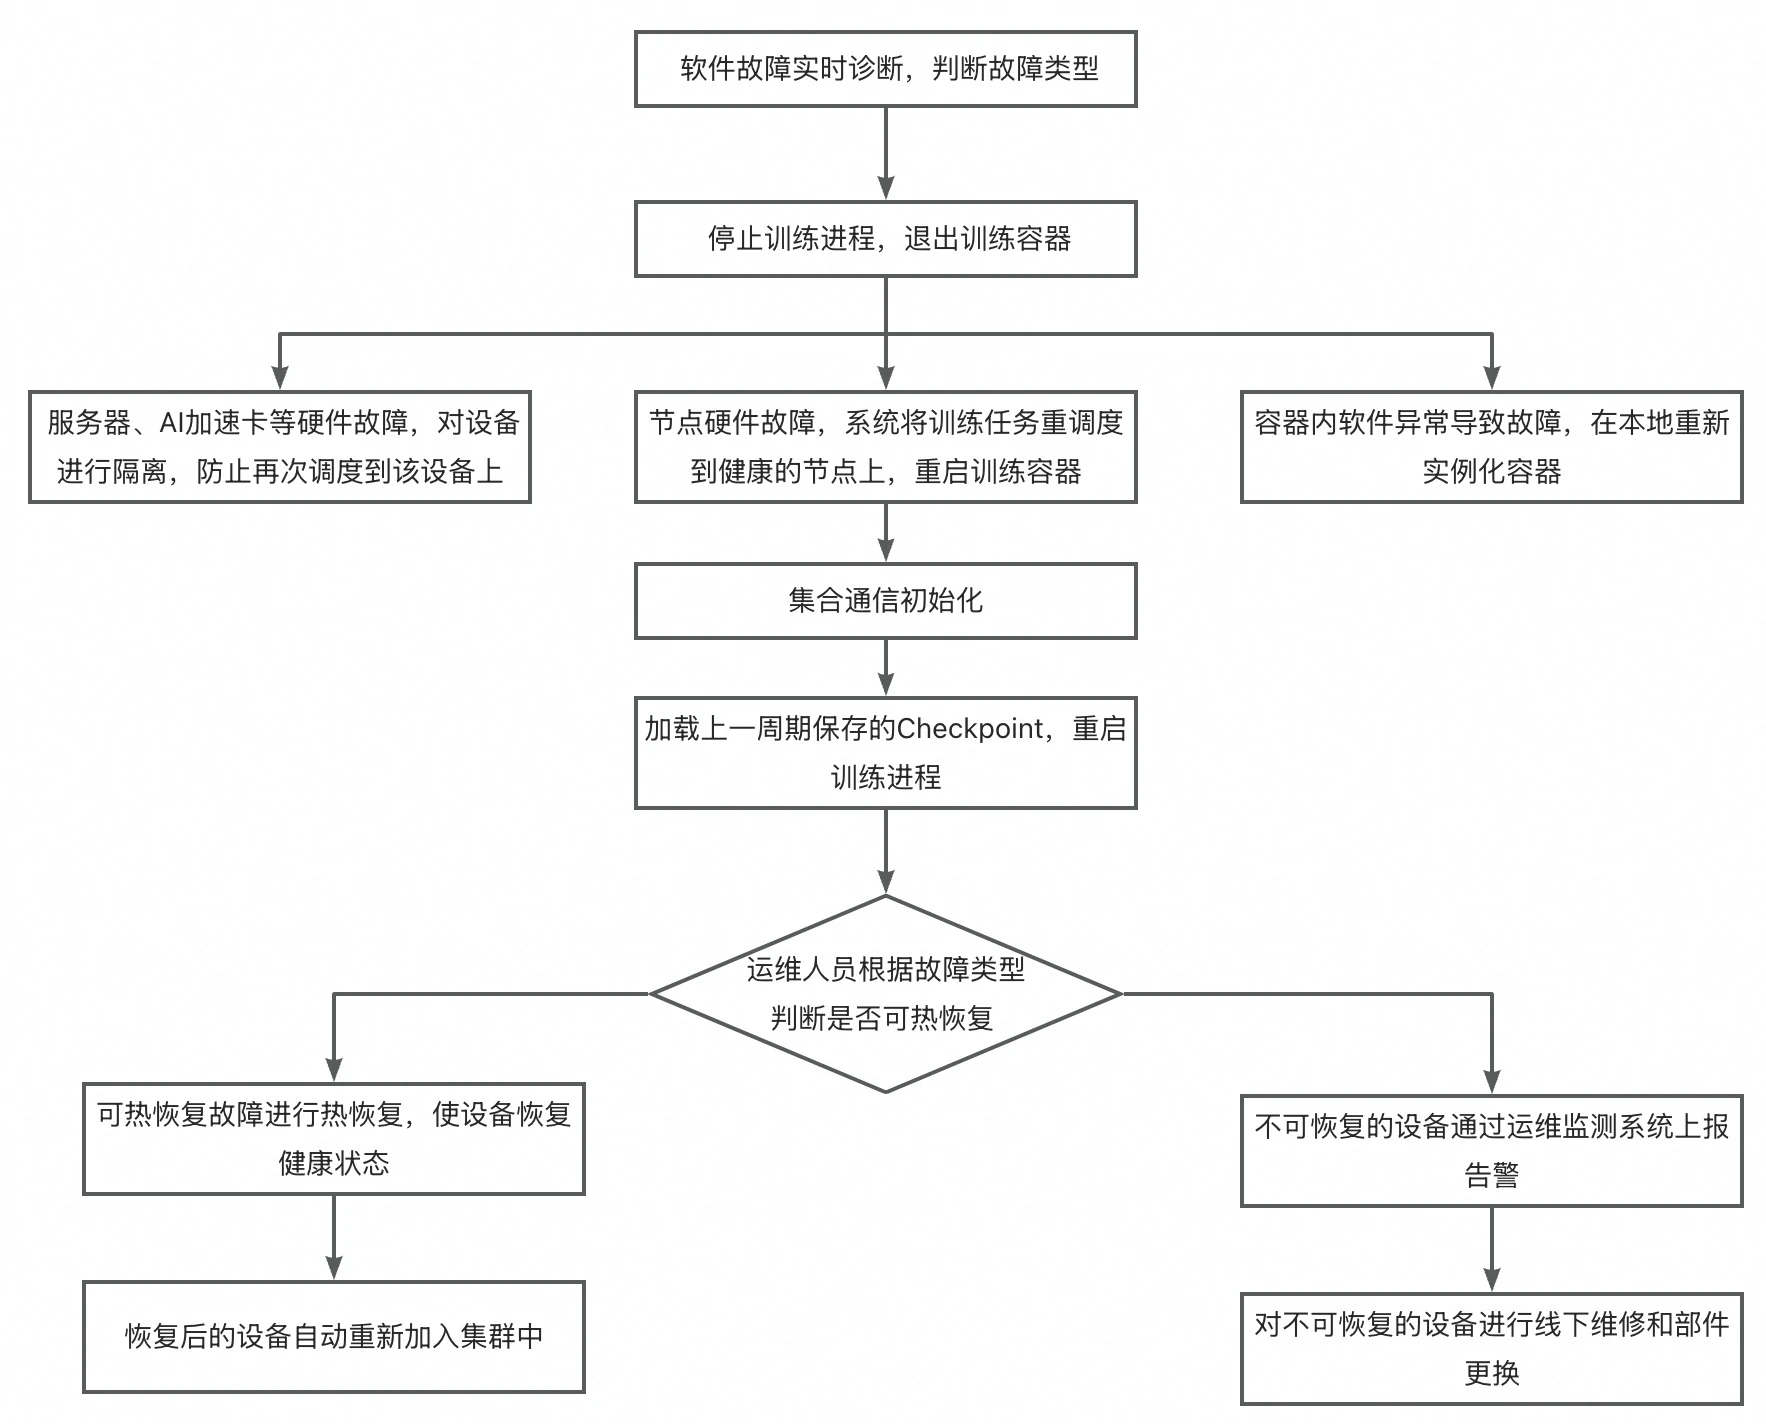 软件故障实时诊断，判断故障类型
停止训练进程，退出训练容器
服务器、AI加速卡等硬件故障，对设备
进行隔离，防止再次调度到该设备上
节点硬件故障，系统将训练任务重调度
到健康的节点上，重启训练容器
容器内软件异常导致故障，在本地重新
实例化容器
集合通信初始化
加载上一周期保存的Checkpoint，重启
训练进程
运维人员根据故障类型
判断是否可热恢复
可热恢复故障进行热恢复，使设备恢复
健康状态
不可恢复的设备通过运维监测系统上报
告警
恢复后的设备自动重新加入集群中
对不可恢复的设备进行线下维修和部件
更换